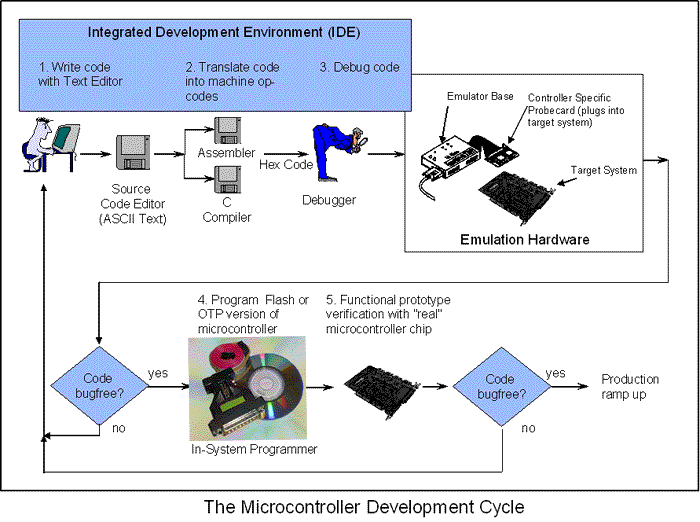 Integrated Development Environment (IDE)
1. Write code
with Text Editor
2. Translate code
into machine op-
codes
3. Debug code
Emulator Base
Controller Specific
Probecard (plugs into
target system)
Target System
Emulation Hardware
Source
Code Editor
(ASCII Text)
Assembler
C
Compiler
Hex Code
Debugger
4. Program Flash or
OTP version of
microcontroller
5. Functional prototype
verification with "real"
microcontroller chip
Code
bugfree?
yes
no
In-System Programmer
Code
bugfree?
yes
no
Production
ramp up
The Microcontroller Development Cycle